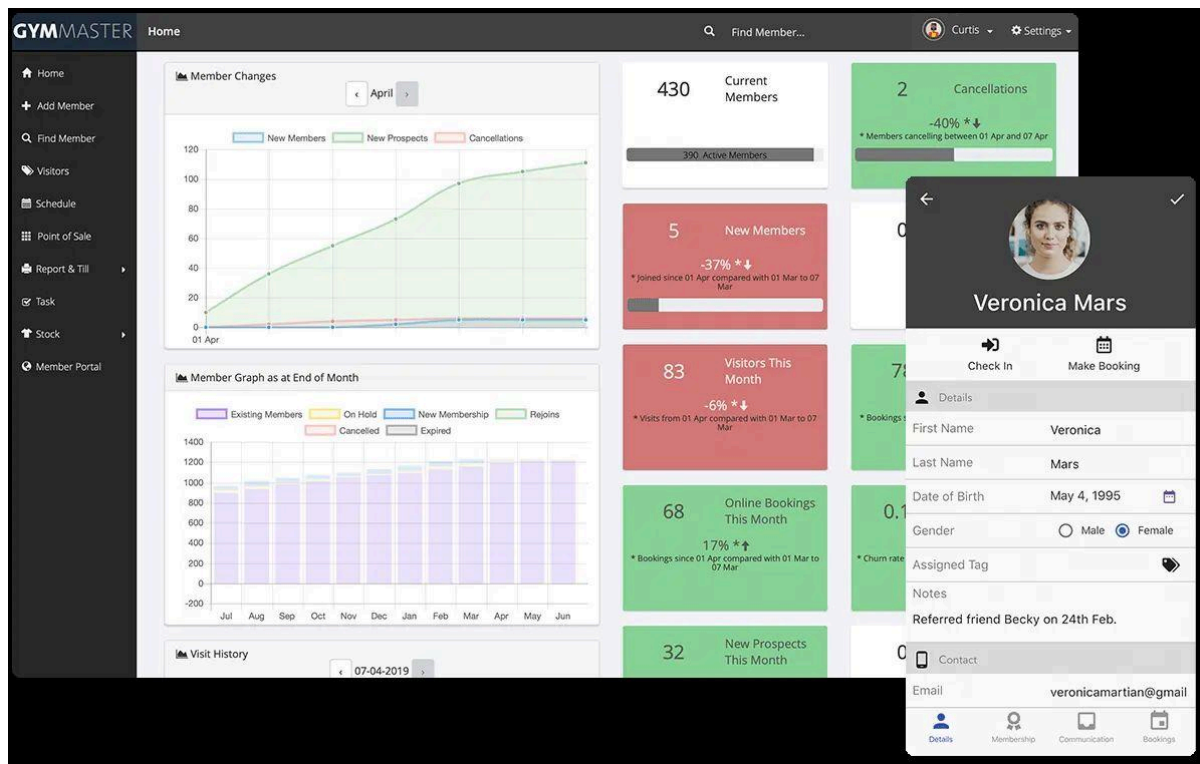 GYMMASTER
Home
Find Member...
Curtis
Settings
Home
Add Member
Find Member
Visitors
Schedule
Point of Sale
Report & Till
Task
Stock
Member Portal
Member Changes
April
New Members
New Prospects
Cancellations
120
100
80
60
40
20
0
01 Apr
Member Graph as at End of Month
Existing Members
On Hold
New Membership
Rejoins
Cancelled
Expired
1400
1200
1000
800
600
400
200
0
-200
Jul Aug Sep Oct Nov Dec Jan Feb Mar Apr May Jun
Visit History
07-04-2019
430
Current
Members
390 Active Members
2
Cancellations
-40% *
* Members cancelling between 01 Apr and 07 Apr
5
New Members
-37% *
* Joined since 01 Apr compared with 01 Mar to 07
Mar
83
Visitors This
Month
-6% *
* Visits from 01 Apr compared with 01 Mar to 07
Mar
* Bookings
68
Online Bookings
This Month
17% *
* Bookings since 01 Apr compared with 01 Mar to
07 Mar
0.1
* Churn rate
32
New Prospects
This Month
Veronica Mars
Check In
Make Booking
Details
First Name
Veronica
Last Name
Mars
Date of Birth
May 4, 1995
Gender
Male
Female
Assigned Tag
Notes
Referred friend Becky on 24th Feb.
Contact
Email
veronicamartian@gmail
Details
Membership
Communication
Bookings